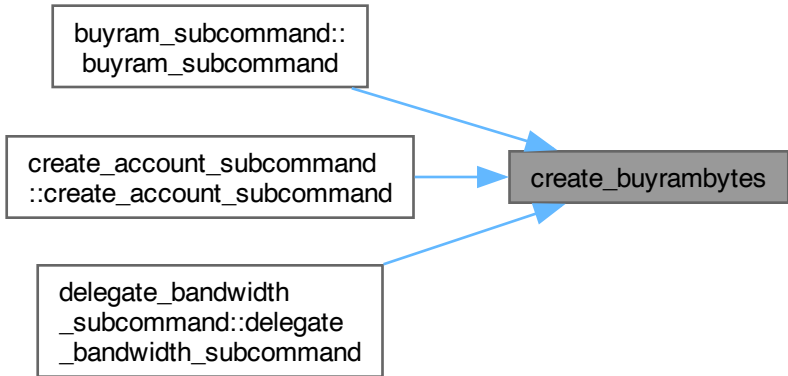 buyram_subcommand::
buyram_subcommand
create_account_subcommand
::create_account_subcommand
create_buyrambytes
delegate_bandwidth
_subcommand::delegate
_bandwidth_subcommand